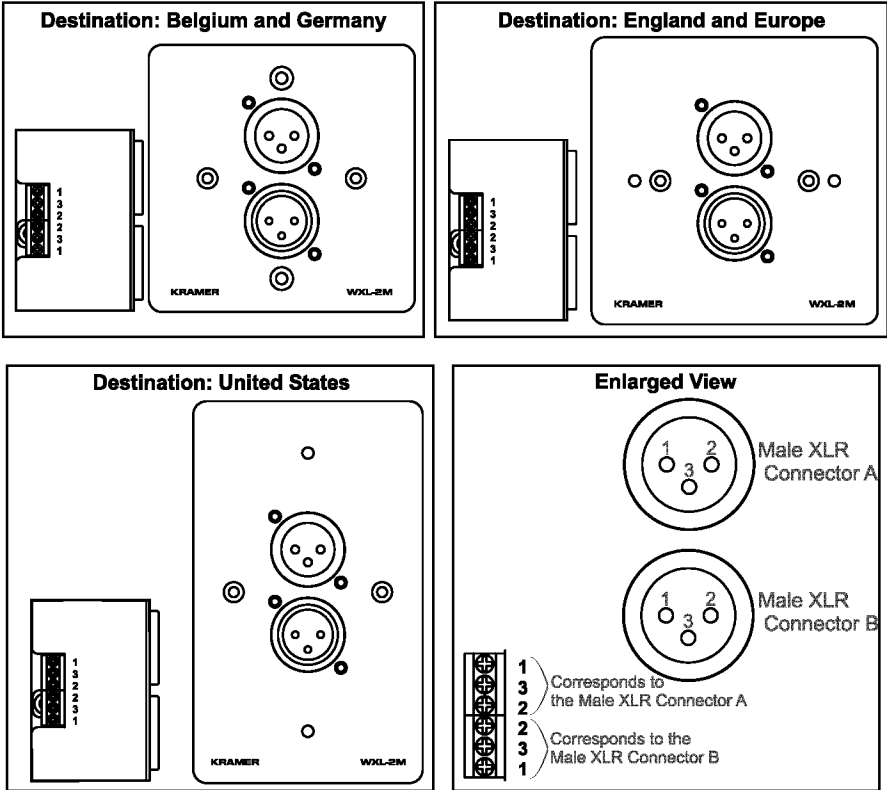 Destination: Belgium and Germany
1
3
2
2
3
1
KRAMER
WXL-2M
Destination: England and Europe
1
3
2
2
3
1
KRAMER
WXL-2M
Destination: United States
1
3
2
2
3
1
KRAMER
WXL-2M
Enlarged View
1 2
3
Male XLR
Connector A
1 2
3
Male XLR
Connector B
1
3
2
Corresponds to
the Male XLR Connector A
2
3
1
Corresponds to the
Male XLR Connector B